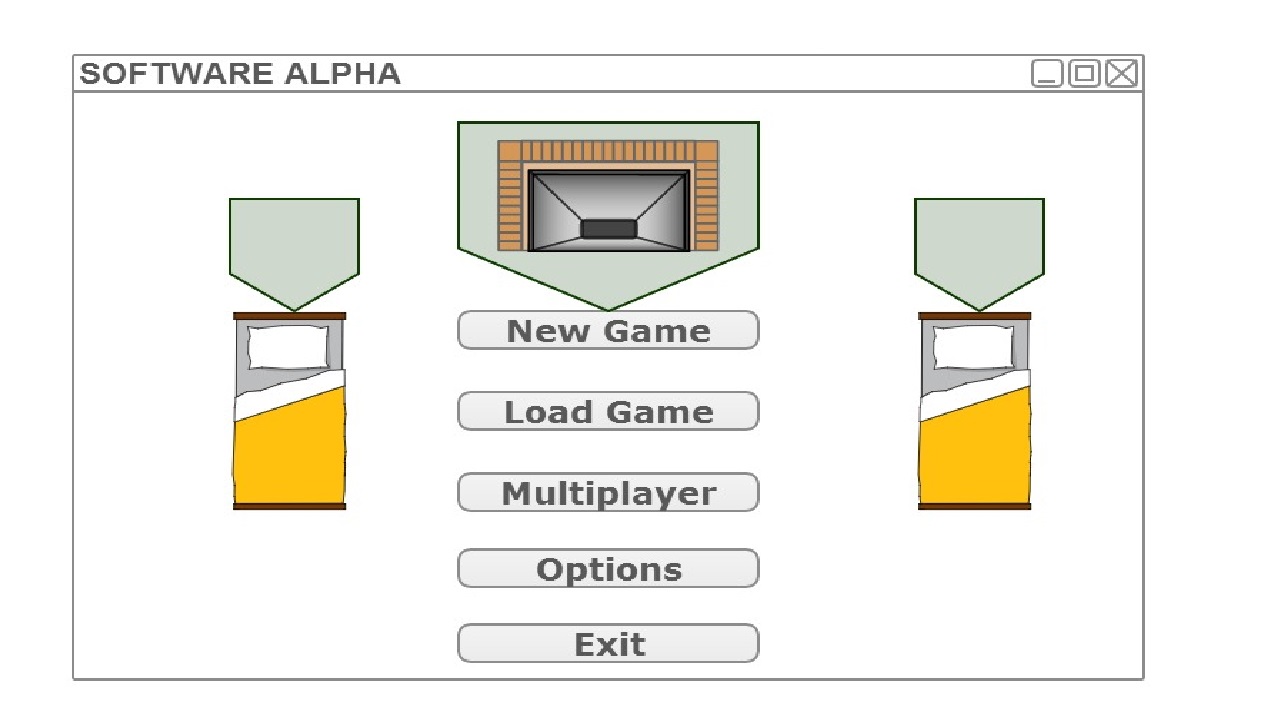 SOFTWARE ALPHA
New Game
Load Game
Multiplayer
Options
Exit